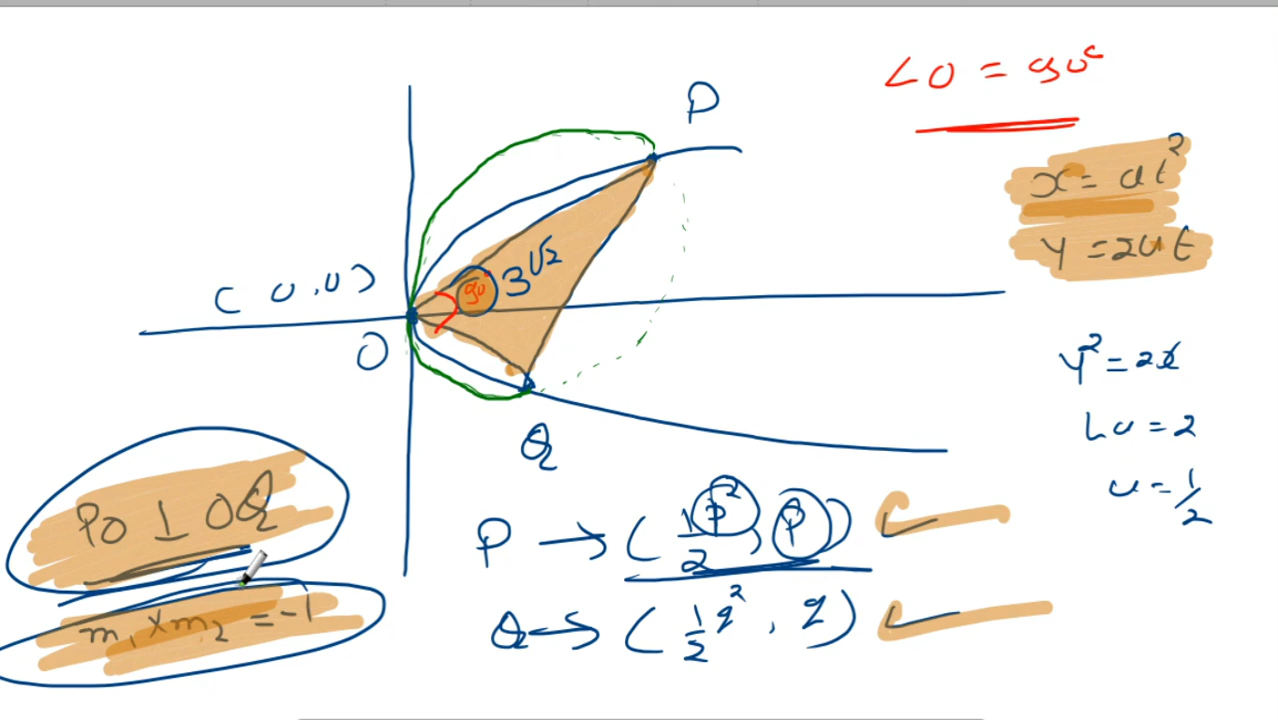 P
∠O = 90°
x = at²
y = 2at
(0,0)
90°
3√2
O
y² = 2x
4a = 2
a = 1/2
Q
PO ⊥ OQ
m₁ × m₂ = -1
P → (1/2 p², p)
Q → (1/2 q², q)